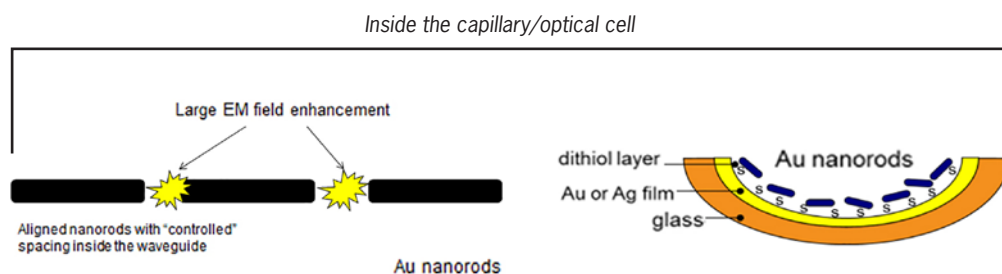 Inside the capillary/optical cell
Large EM field enhancement
Aligned nanorods with “controlled”
spacing inside the waveguide
Au nanorods
dithiol layer
Au nanorods
Au or Ag film
glass
S
S
S
S
S
S
S
S
S